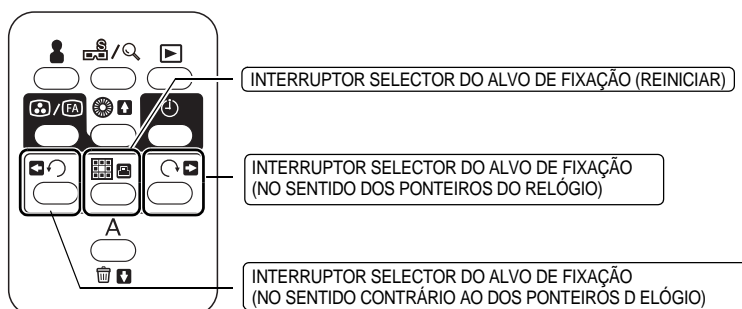 S
/
/FA
INTERRUPTOR SELECTOR DO ALVO DE FIXAÇÃO (REINICIAR)
INTERRUPTOR SELECTOR DO ALVO DE FIXAÇÃO
(NO SENTIDO DOS PONTEIROS DO RELÓGIO)
A
INTERRUPTOR SELECTOR DO ALVO DE FIXAÇÃO
(NO SENTIDO CONTRÁRIO AO DOS PONTEIROS D ELÓGIO)